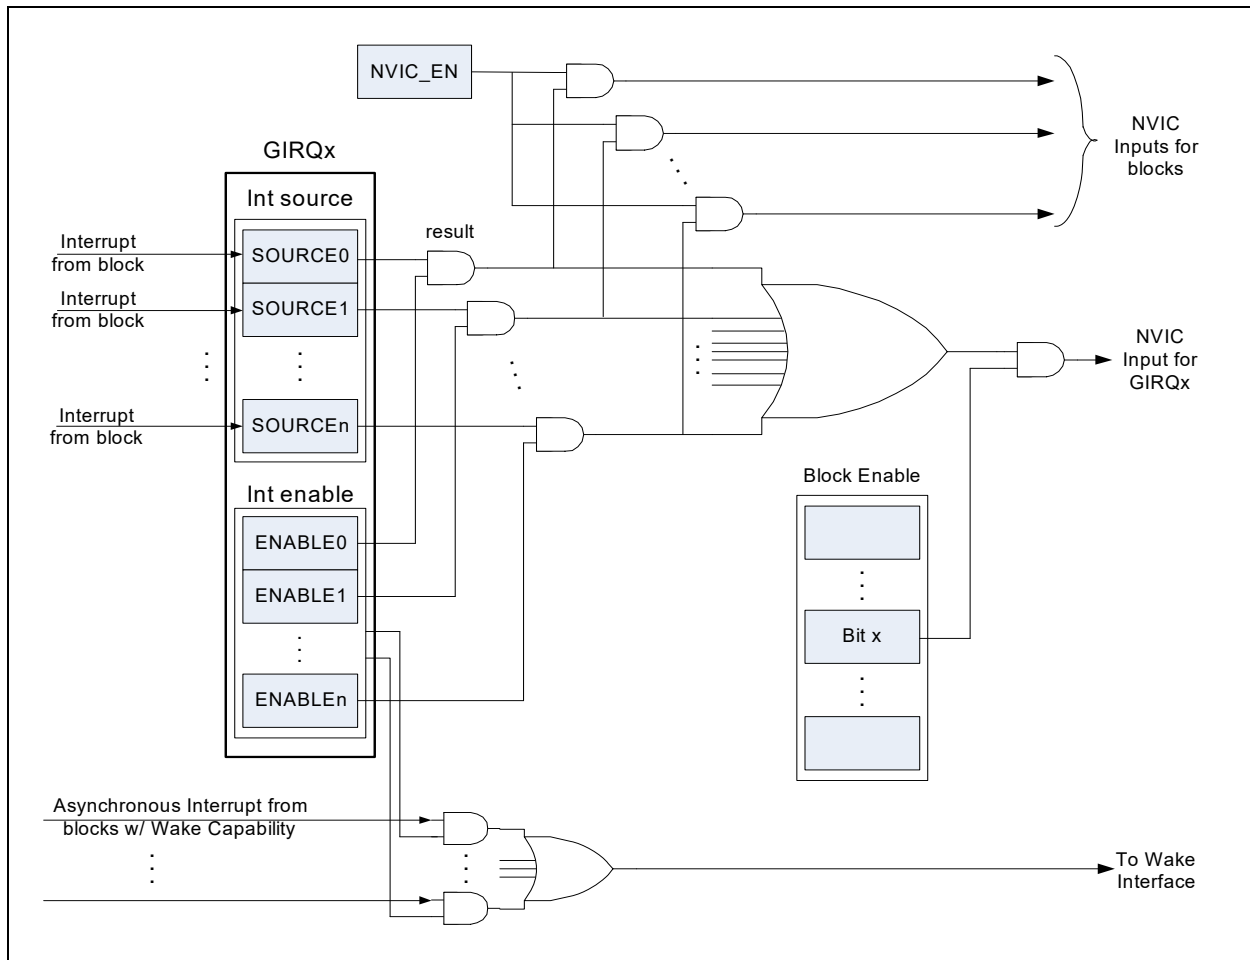 NVIC_EN
NVIC
Inputs for
blocks
GIRQx
Int source
result
Interrupt
from block
SOURCE0
Interrupt
from block
SOURCE1
NVIC
Input for
GIRQx
Interrupt
from block
SOURCEn
Block Enable
Int enable
ENABLE0
ENABLE1
Bit x
ENABLEn
Asynchronous Interrupt from
blocks w/ Wake Capability
To Wake
Interface